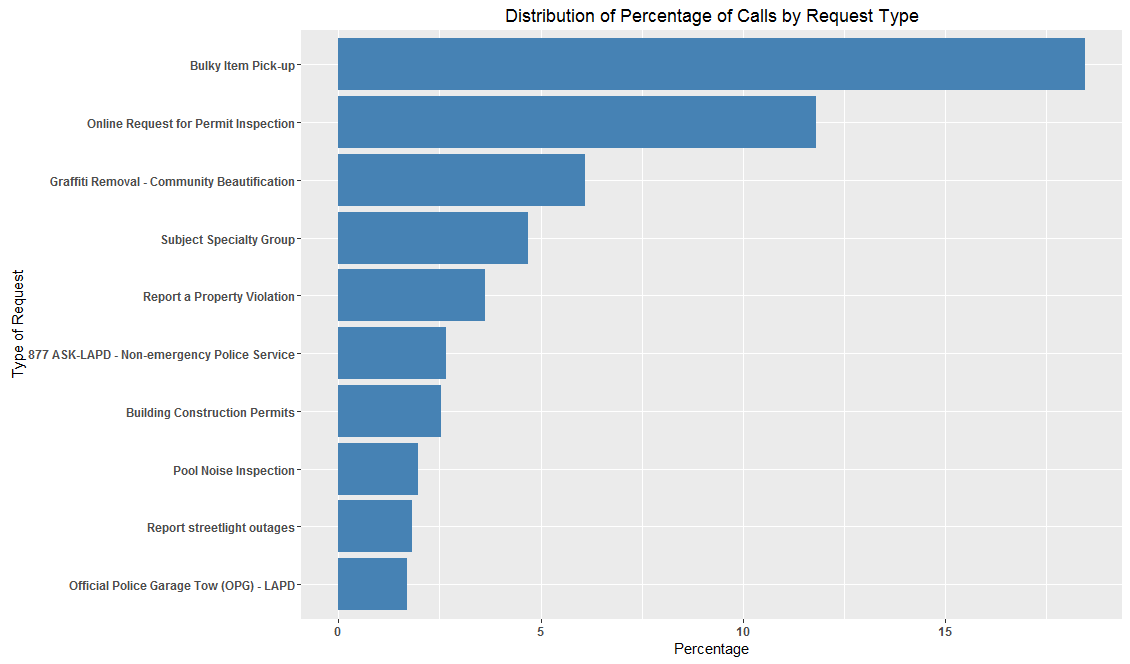 Distribution of Percentage of Calls by Request Type
Bulky Item Pick-up
Online Request for Permit Inspection
Graffiti Removal - Community Beautification
Subject Specialty Group
Report a Property Violation
877 ASK-LAPD - Non-emergency Police Service
Building Construction Permits
Pool Noise Inspection
Report streetlight outages
Official Police Garage Tow (OPG) - LAPD
Type of Request
0 5 10 15
Percentage